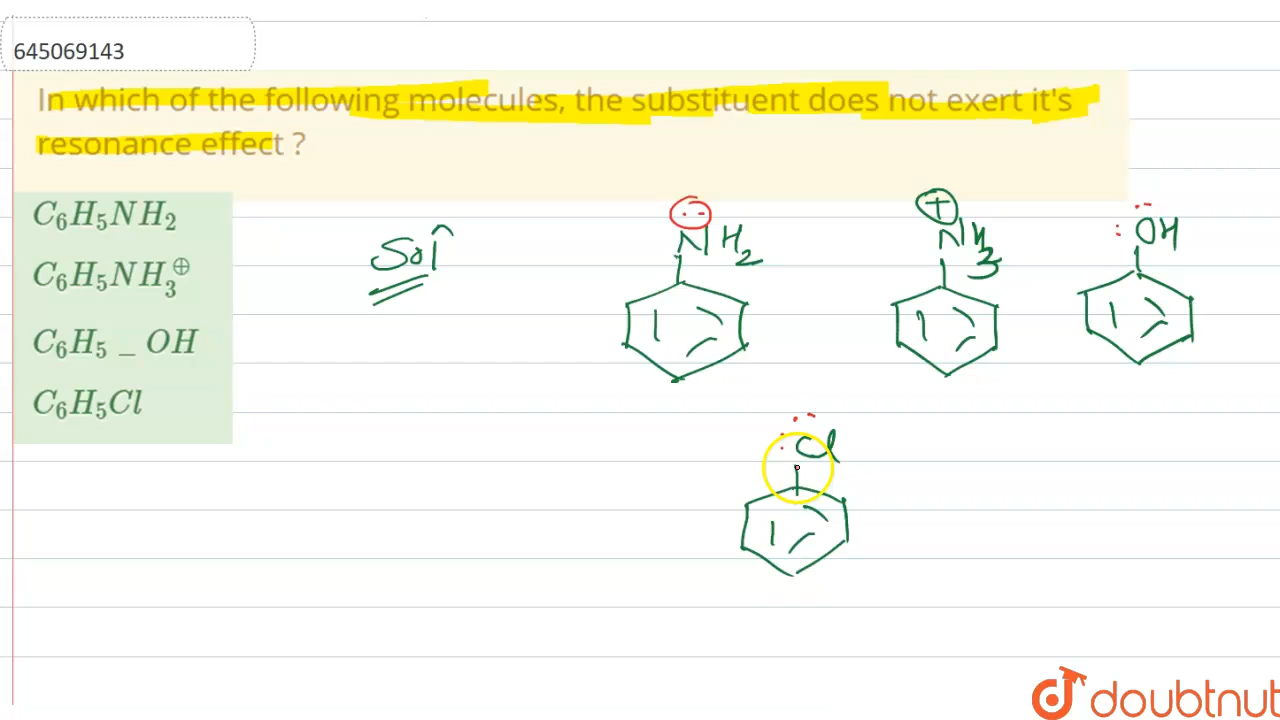 645069143
In which of the following molecules, the substituent does not exert it's
resonance effect ?
C₆H₅NH₂
C₆H₅NH₃⊕
C₆H₅ _ OH
C₆H₅Cl
Solⁿ
NH₂
+
NH₃
OH
Cl
doubtnut